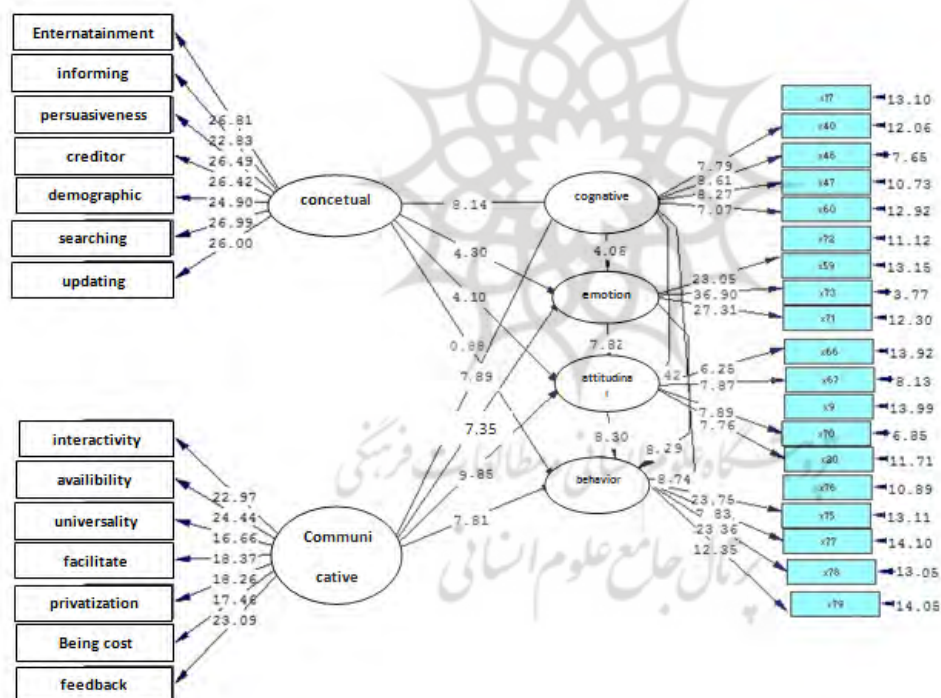 Enternatainment
informing
persuasiveness
creditor
demographic
searching
updating
26.81
22.83
26.49
26.42
24.90
26.99
26.00
concetual
8.14
4.30
4.10
0.88
7.89
7.35
9.85
7.81
interactivity
availibility
universality
facilitate
privatization
Being cost
feedback
22.97
24.44
16.66
18.37
18.26
17.46
23.09
Communi
cative
cognative
4.08
emotion
7.82
attitudina
l
8.30
behavior
7.79
8.61
8.27
7.07
23.05
36.90
27.31
42
6.25
7.87
7.89
7.76
8.29
8.74
23.75
7.83
23.36
12.35
x17
13.10
x40
12.06
x46
7.65
x47
10.73
x60
12.92
x72
11.12
x59
13.15
x73
3.77
x71
12.30
x66
13.92
x67
8.13
x9
13.99
x70
6.85
x20
11.71
x76
10.89
x75
13.11
x77
14.10
x78
13.05
x79
14.05
پرتال جامع علوم انسانی